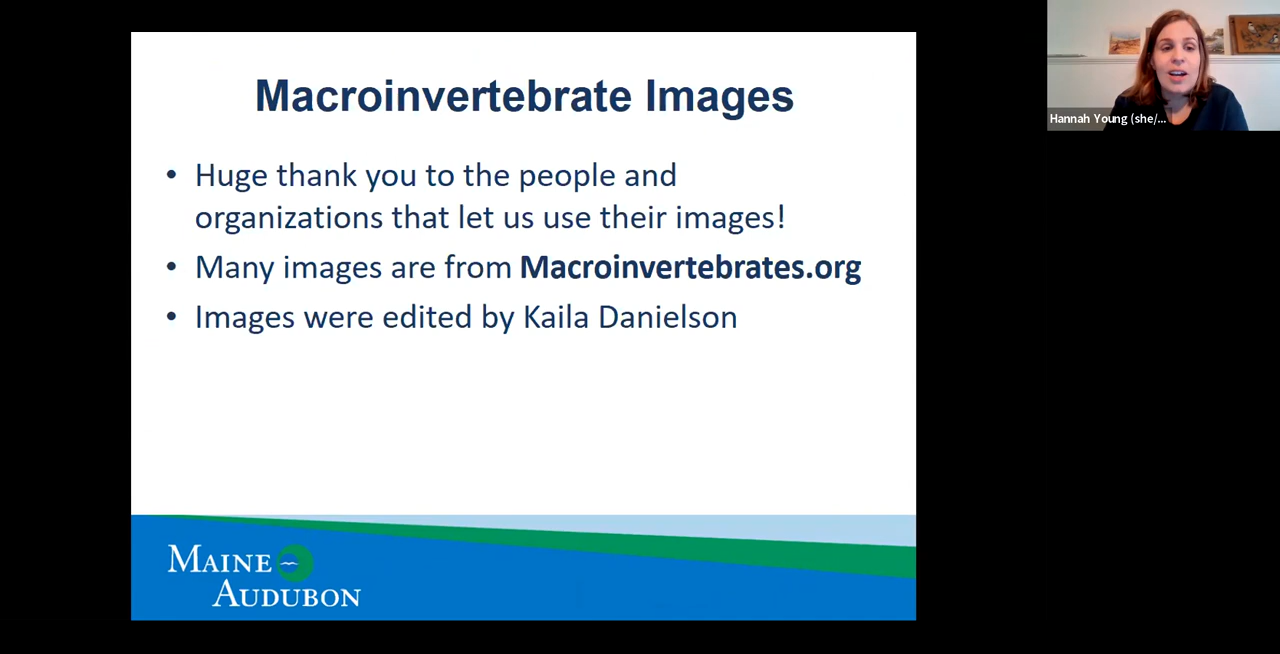 Macroinvertebrate Images
• Huge thank you to the people and
organizations that let us use their images!
• Many images are from Macroinvertebrates.org
• Images were edited by Kaila Danielson
MAINE
AUDUBON
Hannah Young (she/...